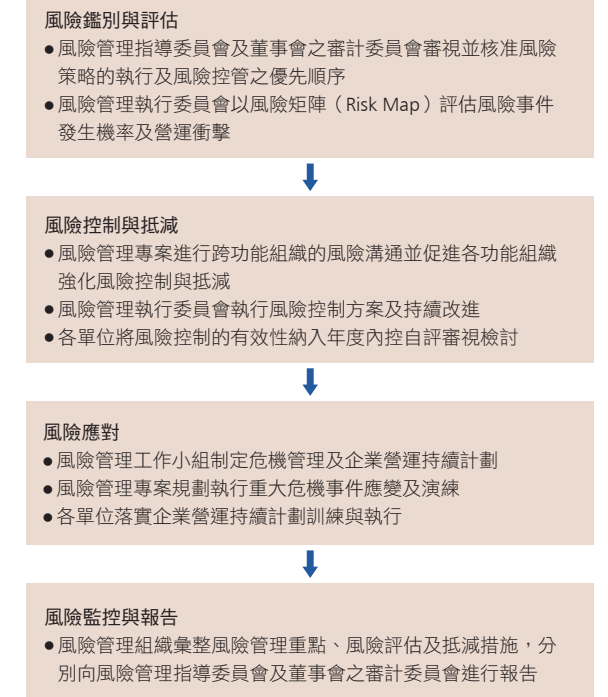 風險鑑別與評估
●風險管理指導委員會及董事會之審計委員會審視並核准風險
策略的執行及風險控管之優先順序
●風險管理執行委員會以風險矩陣（Risk Map）評估風險事件
發生機率及營運衝擊
風險控制與抵減
●風險管理專案進行跨功能組織的風險溝通並促進各功能組織
強化風險控制與抵減
●風險管理執行委員會執行風險控制方案及持續改進
●各單位將風險控制的有效性納入年度內控自評審視檢討
風險應對
●風險管理工作小組制定危機管理及企業營運持續計劃
●風險管理專案規劃執行重大危機事件應變及演練
●各單位落實企業營運持續計劃訓練與執行
風險監控與報告
●風險管理組織彙整風險管理重點、風險評估及抵減措施，分
別向風險管理指導委員會及董事會之審計委員會進行報告